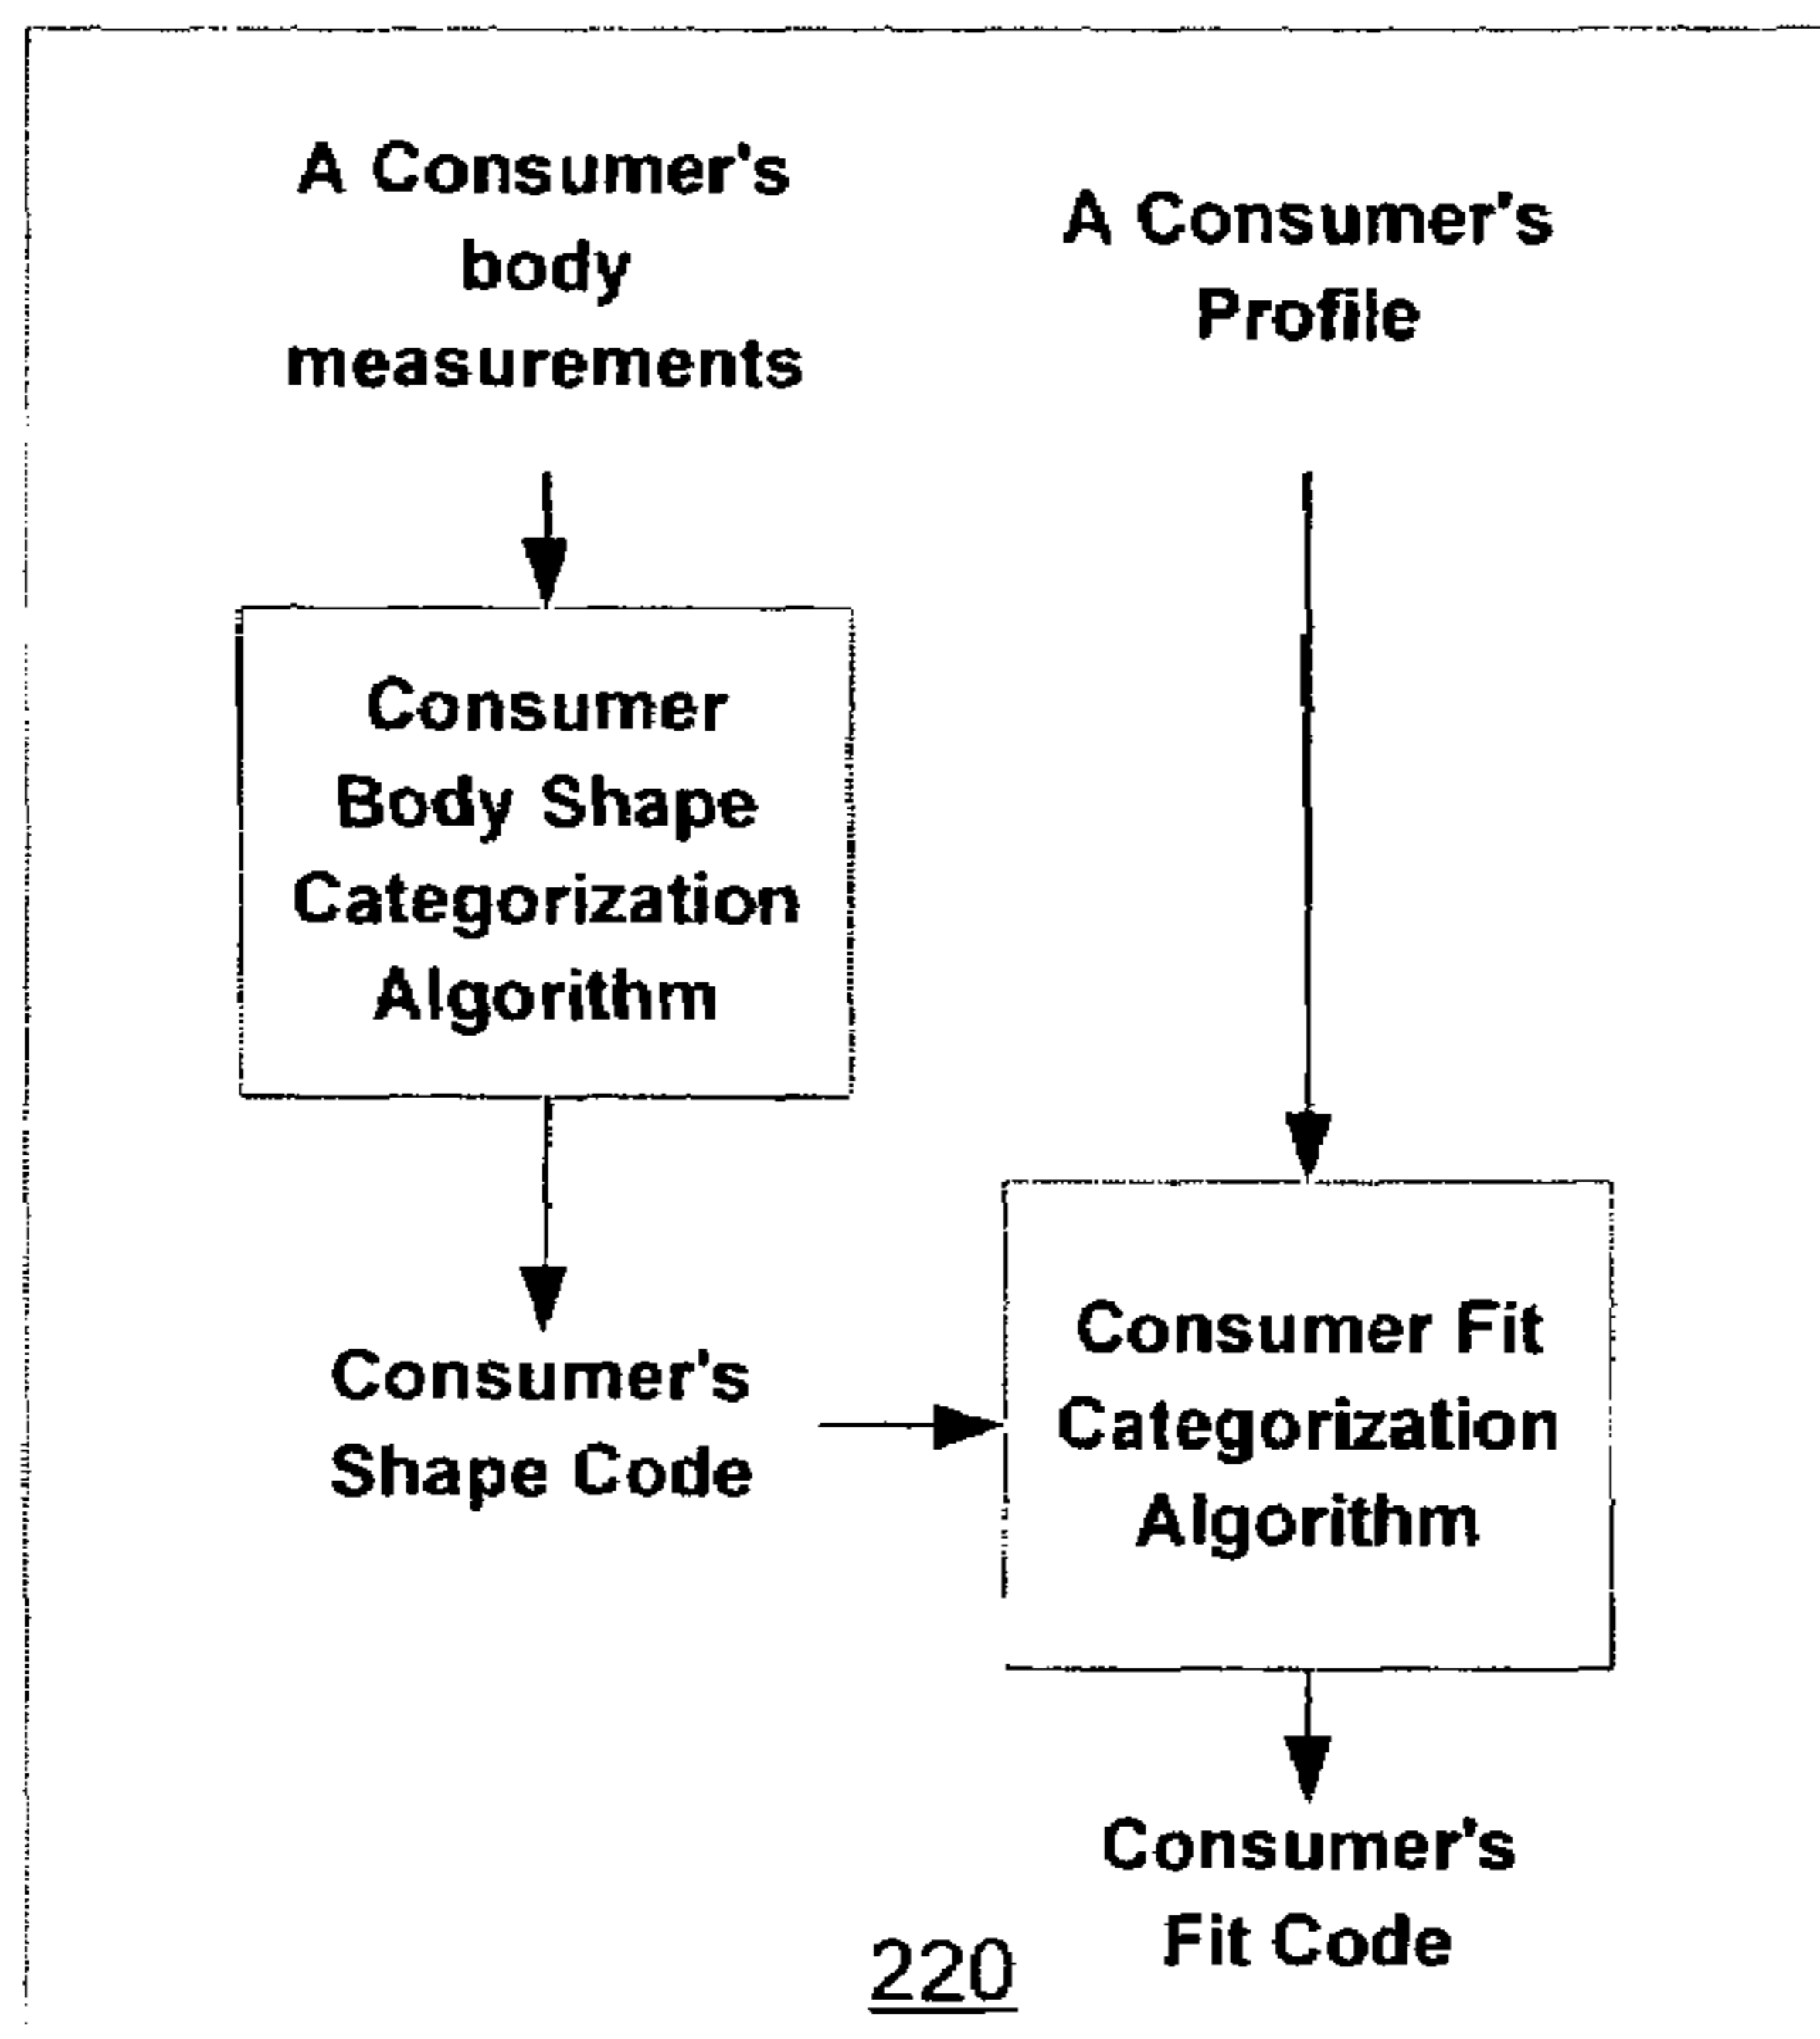 A Consumer's
body
measurements
A Consumer's
Profile
Consumer
Body Shape
Categorization
Algorithm
Consumer's
Shape Code
Consumer Fit
Categorization
Algorithm
Consumer's
Fit Code
220